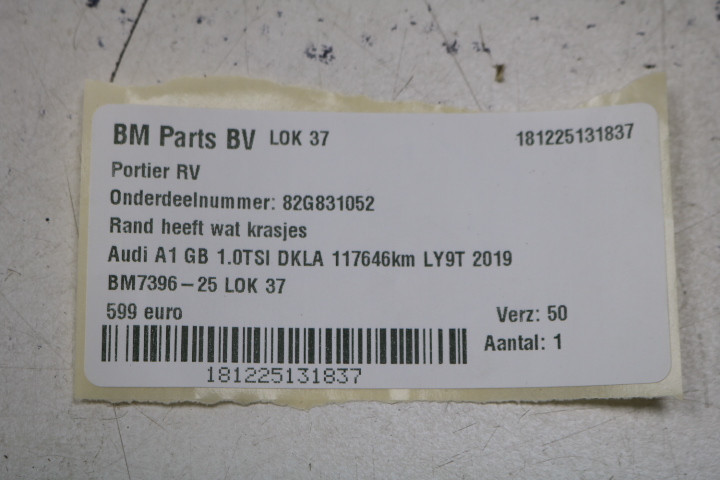 BM Parts BV LOK 37 181225131837
Portier RV
Onderdeelnummer: 82G831052
Rand heeft wat krasjes
Audi A1 GB 1.0TSI DKLA 117646km LY9T 2019
BM7396-25 LOK 37
599 euro Verz: 50
Aantal: 1
181225131837